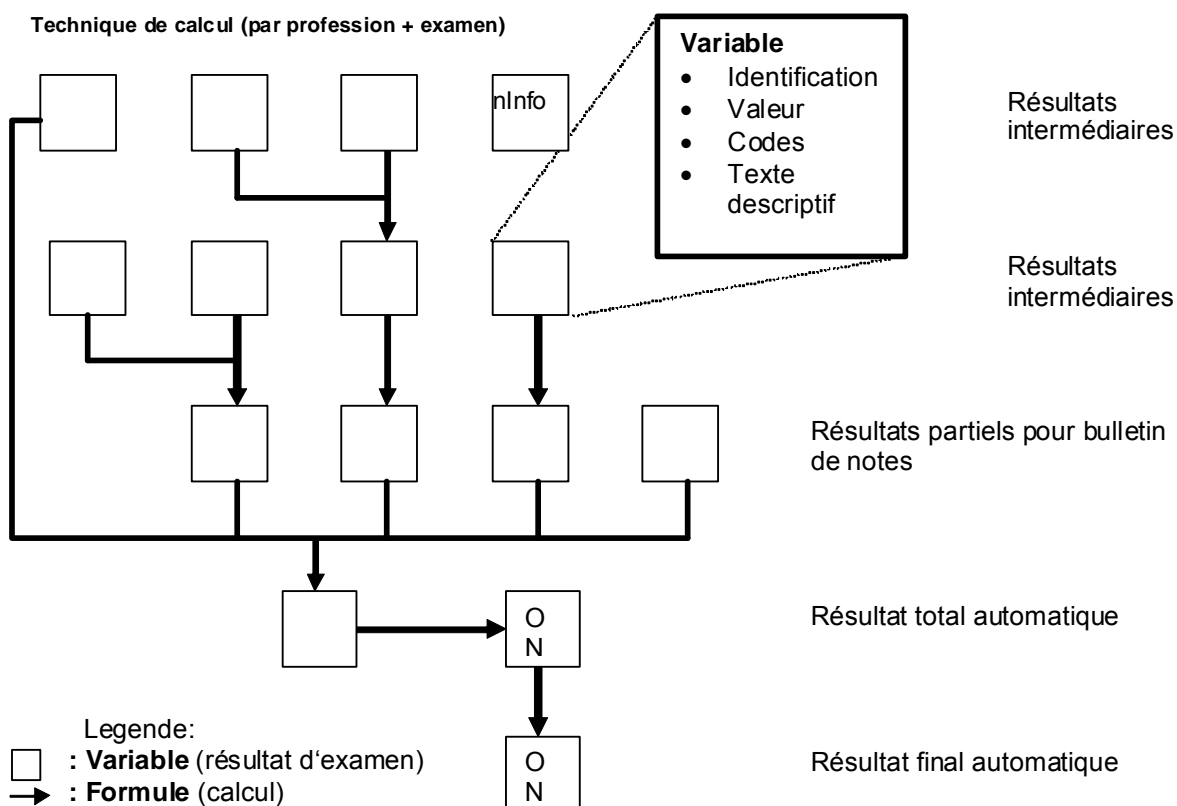 Technique de calcul (par profession + examen)
Variable
• Identification
• Valeur
• Codes
• Texte
descriptif
nInfo
Résultats
intermédiaires
Résultats
intermédiaires
Résultats partiels pour bulletin
de notes
O
N
Résultat total automatique
Legende:
: Variable (résultat d‘examen)
: Formule (calcul)
O
N
Résultat final automatique